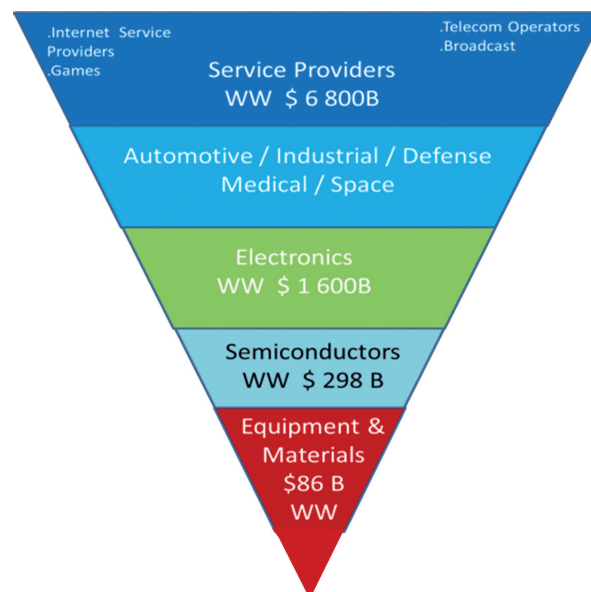 .Internet Service
Providers
.Games
.Telecom Operators
.Broadcast
Service Providers
WW $ 6 800B
Automotive / Industrial / Defense
Medical / Space
Electronics
WW $ 1 600B
Semiconductors
WW $ 298 B
Equipment &
Materials
$86 B
WW